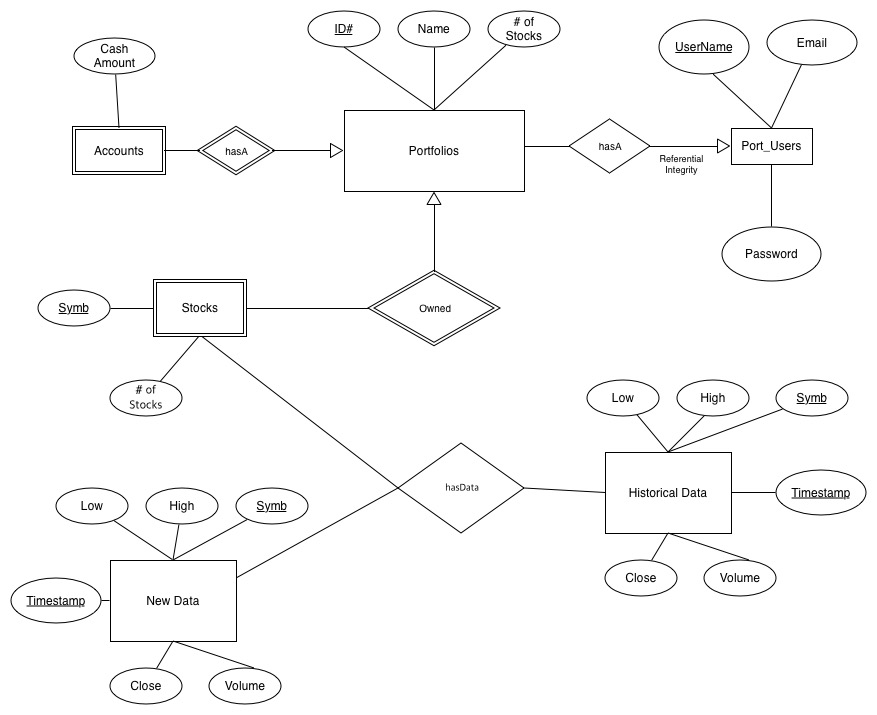 ID#
Name
# of
Stocks
UserName
Email
Cash
Amount
Accounts
hasA
Portfolios
hasA
Referential
Integrity
Port_Users
Password
Symb
Stocks
Owned
# of
Stocks
Low
High
Symb
hasData
Historical Data
Timestamp
Close
Volume
Low
High
Symb
Timestamp
New Data
Close
Volume